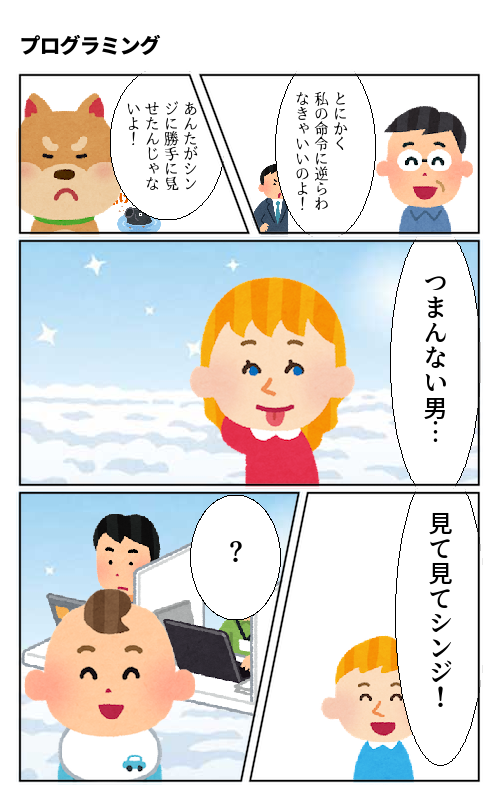 プログラミング
とにかく
私の命令に逆らわ
なきゃいいのよ！
あんたがシン
ジに勝手に見
せたんじゃな
いよ！
つまんない男…
見て見てシンジ！
？